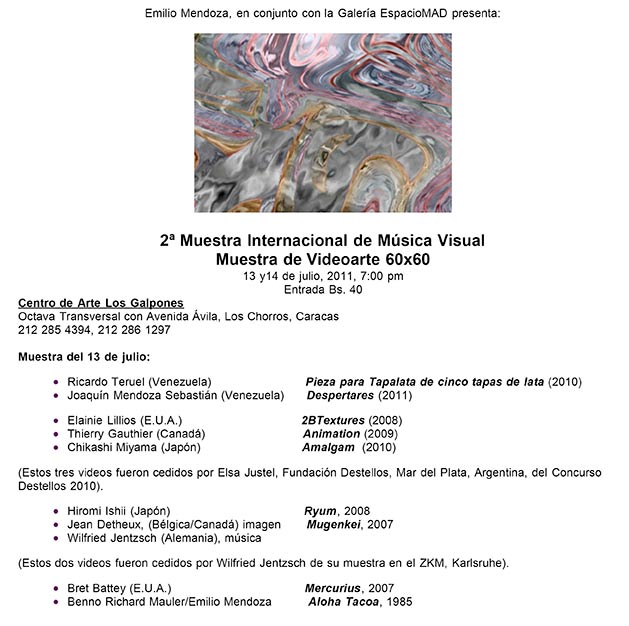 Emilio Mendoza, en conjunto con la Galería EspacioMAD presenta:
2ª Muestra Internacional de Música Visual
Muestra de Videoarte 60x60
13 y14 de julio, 2011, 7:00 pm
Entrada Bs. 40
Centro de Arte Los Galpones
Octava Transversal con Avenida Ávila, Los Chorros, Caracas
212 285 4394, 212 286 1297
Muestra del 13 de julio:
• Ricardo Teruel (Venezuela) Pieza para Tapalata de cinco tapas de lata (2010)
• Joaquín Mendoza Sebastián (Venezuela) Despertares (2011)
• Elainie Lillios (E.U.A.) 2BTextures (2008)
• Thierry Gauthier (Canadá) Animation (2009)
• Chikashi Miyama (Japón) Amalgam (2010)
(Estos tres videos fueron cedidos por Elsa Justel, Fundación Destellos, Mar del Plata, Argentina, del Concurso
Destellos 2010).
• Hiromi Ishii (Japón) Ryum, 2008
• Jean Detheux, (Bélgica/Canadá) imagen Mugenkei, 2007
• Wilfried Jentzsch (Alemania), música
(Estos dos videos fueron cedidos por Wilfried Jentzsch de su muestra en el ZKM, Karlsruhe).
• Bret Battey (E.U.A.) Mercurius, 2007
• Benno Richard Mauler/Emilio Mendoza Aloha Tacoa, 1985